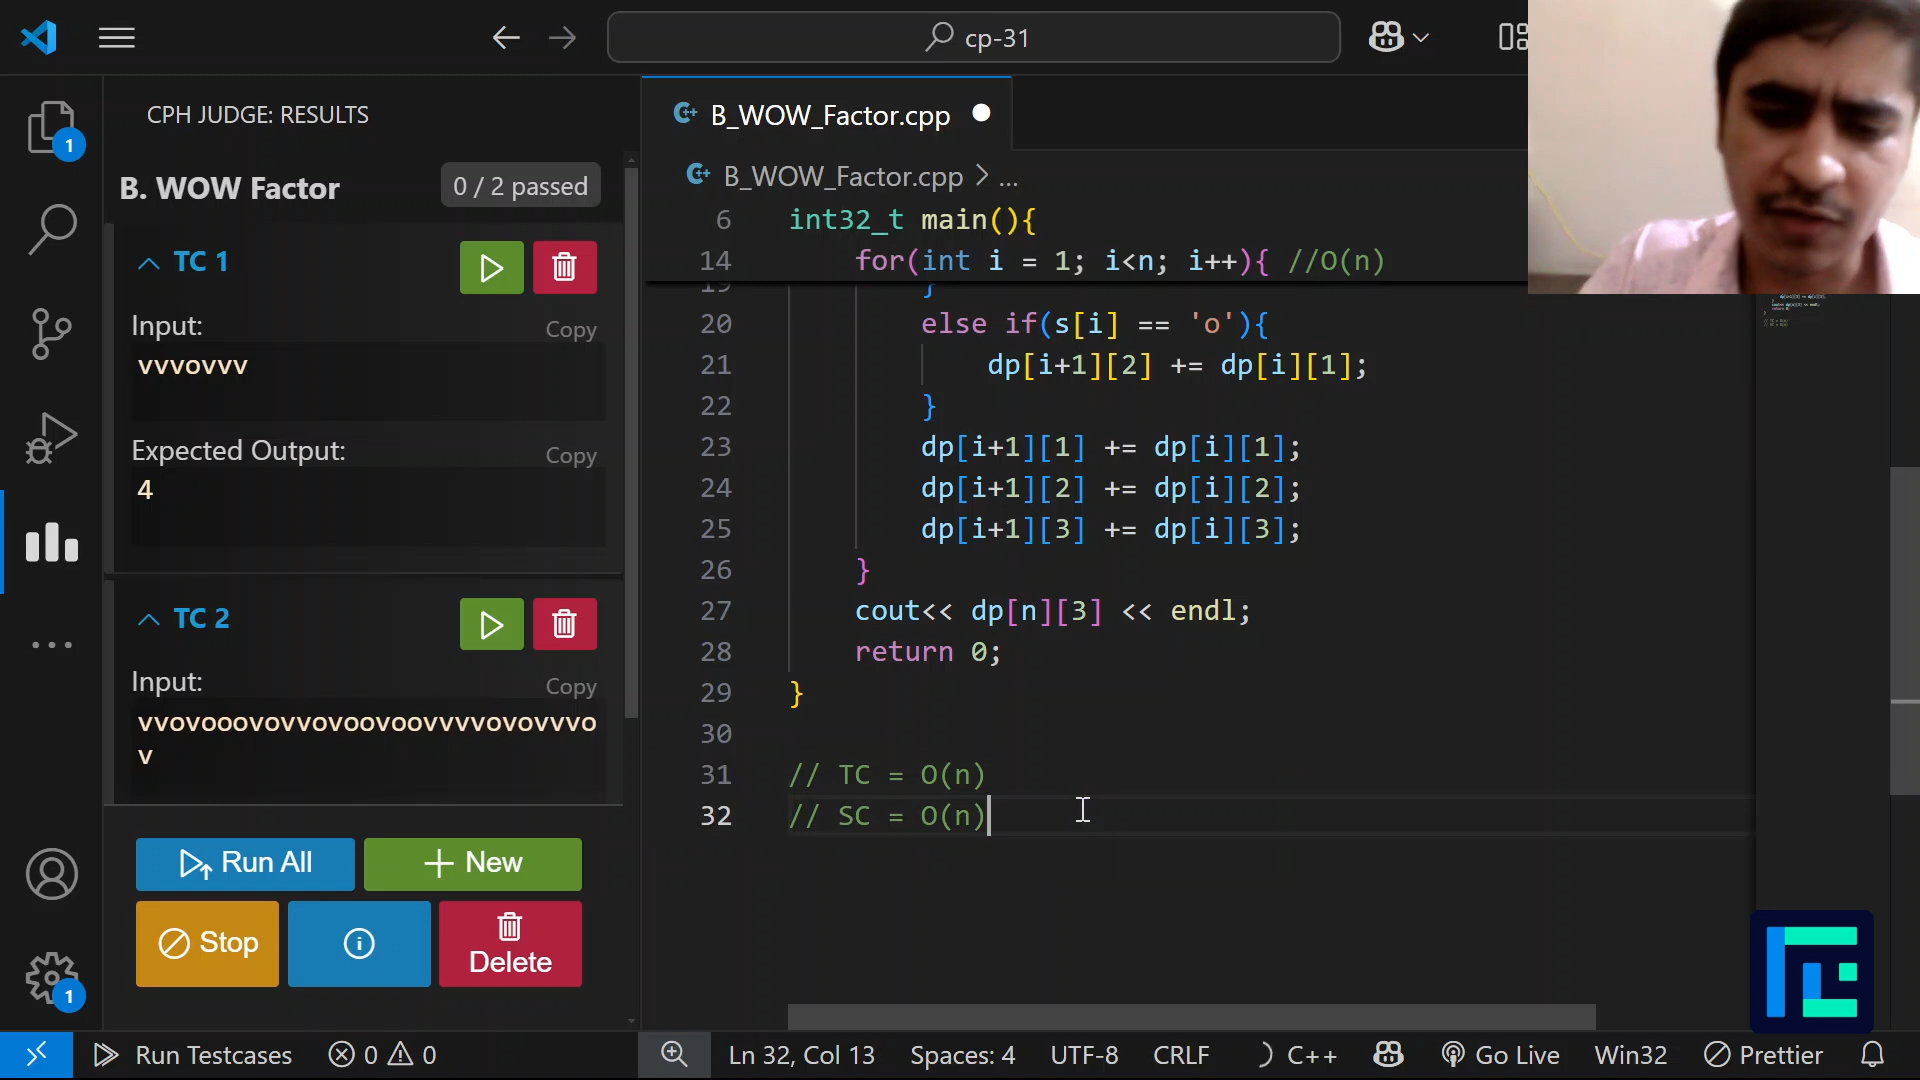 cp-31
CPH JUDGE: RESULTS
B. WOW Factor
0 / 2 passed
TC 1
Input:
Copy
vvvovvv
Expected Output:
Copy
4
TC 2
Input:
Copy
vvovooovovvovoovoovvvvovovvvo
v
Run All
New
Stop
Delete
1
1
B_WOW_Factor.cpp
B_WOW_Factor.cpp > ...
6 int32_t main(){
14 for(int i = 1; i<n; i++){ //O(n)
19 }
20 else if(s[i] == 'o'){
21 dp[i+1][2] += dp[i][1];
22 }
23 dp[i+1][1] += dp[i][1];
24 dp[i+1][2] += dp[i][2];
25 dp[i+1][3] += dp[i][3];
26 }
27 cout<< dp[n][3] << endl;
28 return 0;
29 }
30
31 // TC = O(n)
32 // SC = O(n)
Run Testcases
0
0
Ln 32, Col 13
Spaces: 4
UTF-8
CRLF
C++
Go Live
Win32
Prettier